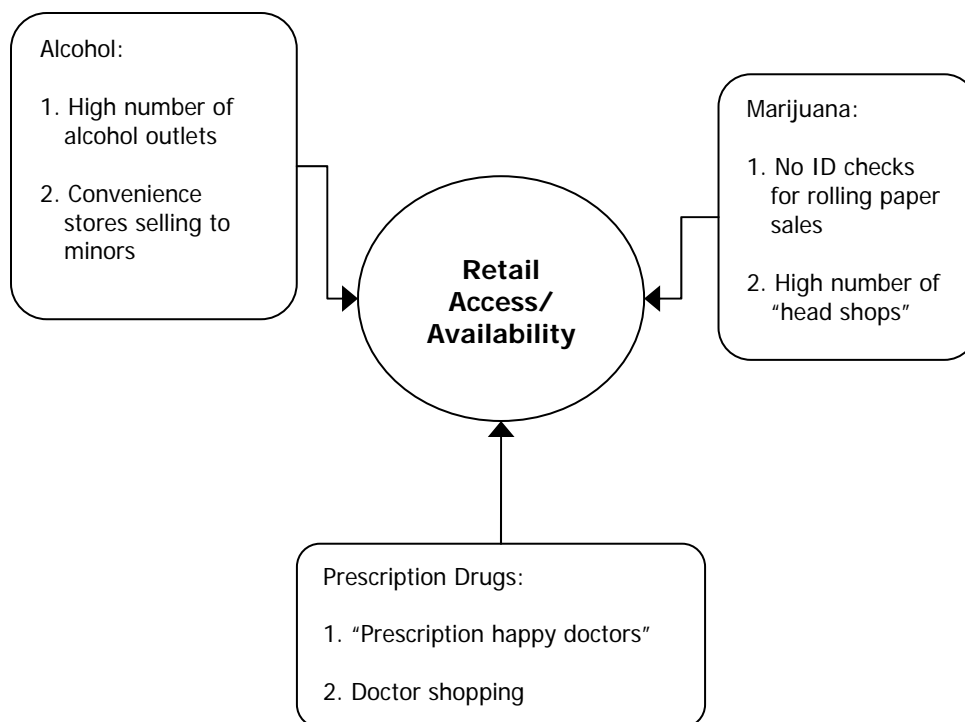 Alcohol:
1. High number of
alcohol outlets
2. Convenience
stores selling to
minors
Retail
Access/
Availability
Marijuana:
1. No ID checks
for rolling paper
sales
2. High number of
“head shops”
Prescription Drugs:
1. “Prescription happy doctors”
2. Doctor shopping